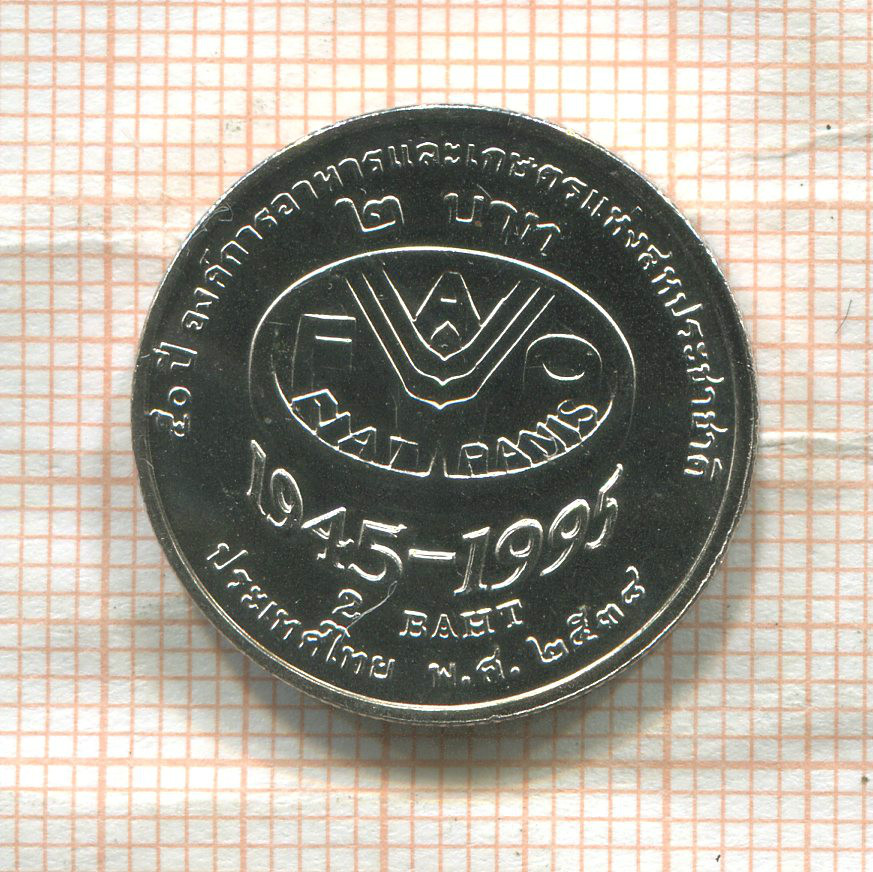 ๕๐ ปี องค์การอาหารและเกษตรแห่งสหประชาชาติ
๒ บาท
FAO
FIAT PANIS
1945-1995
2 BAHT
ประเทศไทย พ.ศ. ๒๕๓๘